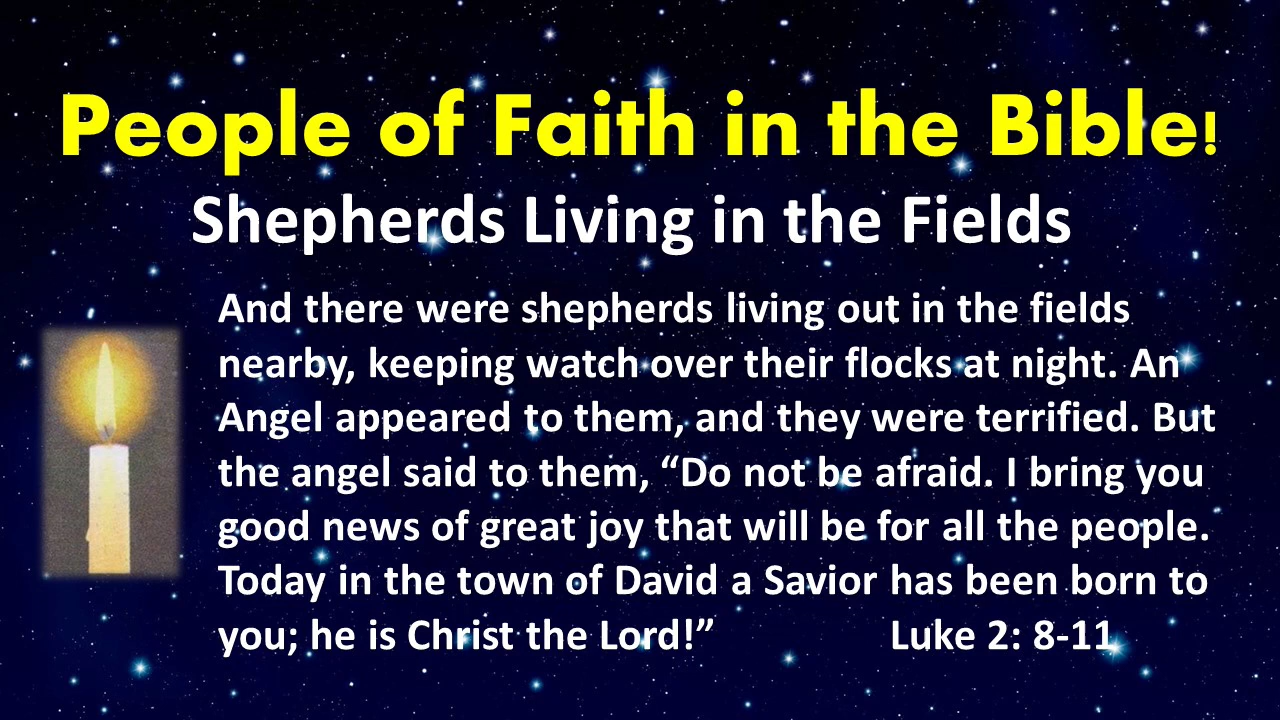 People of Faith in the Bible!
Shepherds Living in the Fields
And there were shepherds living out in the fields
nearby, keeping watch over their flocks at night. An
Angel appeared to them, and they were terrified. But
the angel said to them, “Do not be afraid. I bring you
good news of great joy that will be for all the people.
Today in the town of David a Savior has been born to
you; he is Christ the Lord!” Luke 2: 8-11